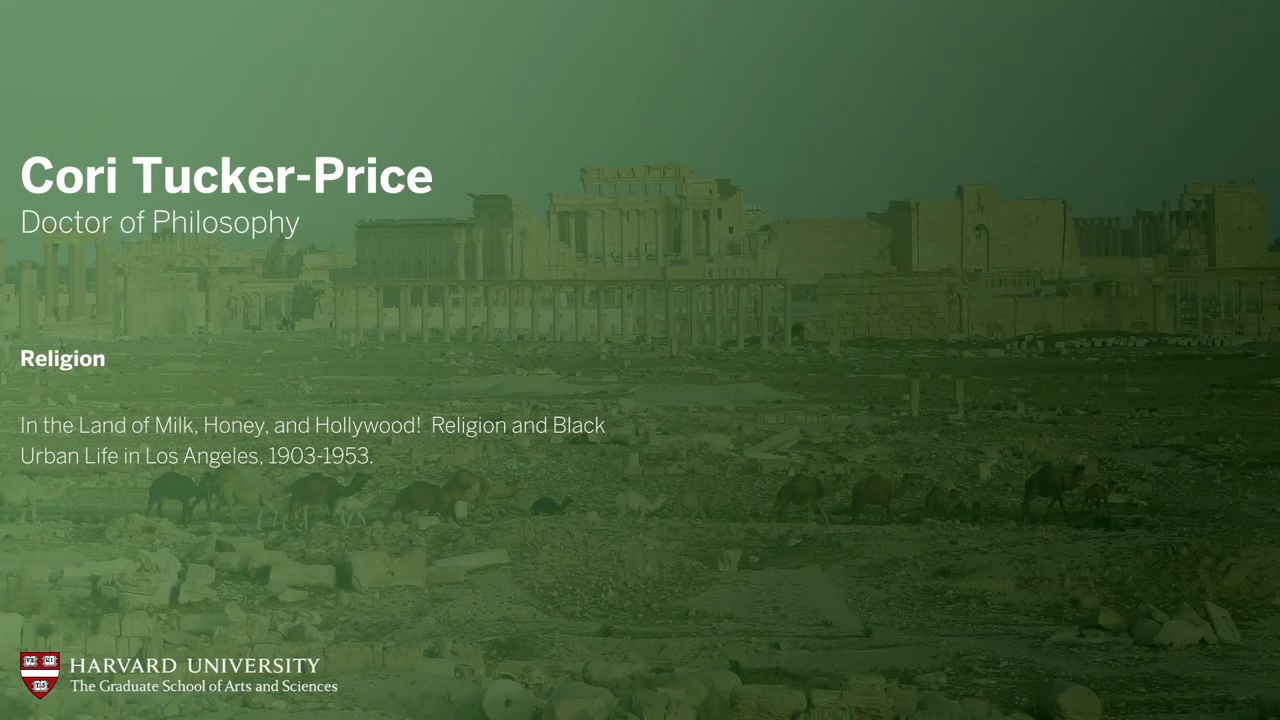 Cori Tucker-Price
Doctor of Philosophy
Religion
In the Land of Milk, Honey, and Hollywood!  Religion and Black
Urban Life in Los Angeles, 1903-1953.
HARVARD UNIVERSITY
The Graduate School of Arts and Sciences